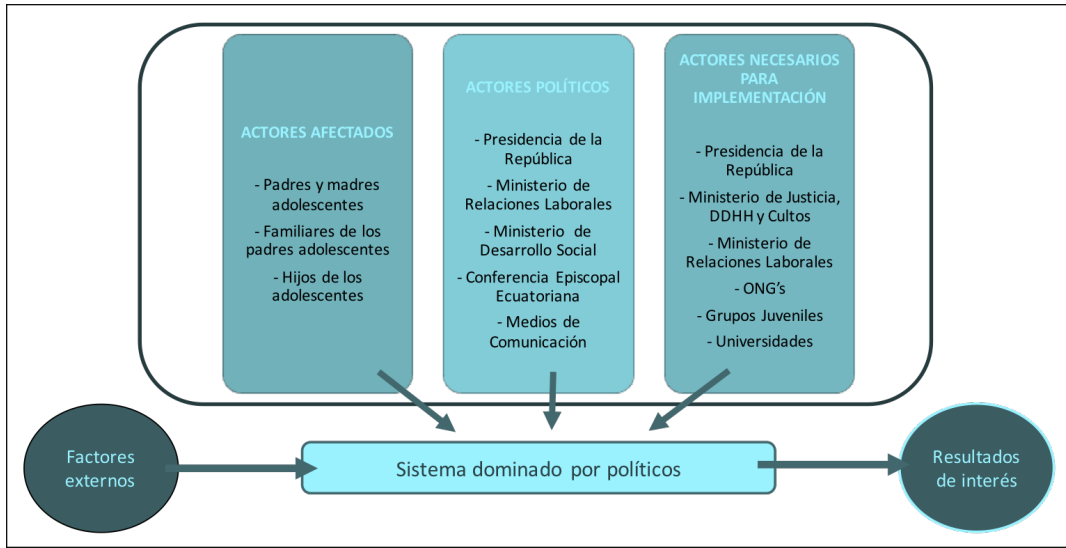 ACTORES AFECTADOS
- Padres y madres
adolescentes
- Familiares de los
padres adolescentes
- Hijos de los
adolescentes
ACTORES POLÍTICOS
- Presidencia de la
República
- Ministerio de
Relaciones Laborales
- Ministerio de
Desarrollo Social
- Conferencia Episcopal
Ecuatoriana
- Medios de
Comunicación
ACTORES NECESARIOS
PARA
IMPLEMENTACIÓN
- Presidencia de la
República
- Ministerio de Justicia,
DDHH y Cultos
- Ministerio de
Relaciones Laborales
- ONG’s
- Grupos Juveniles
- Universidades
Factores
externos
Sistema dominado por políticos
Resultados
de interés